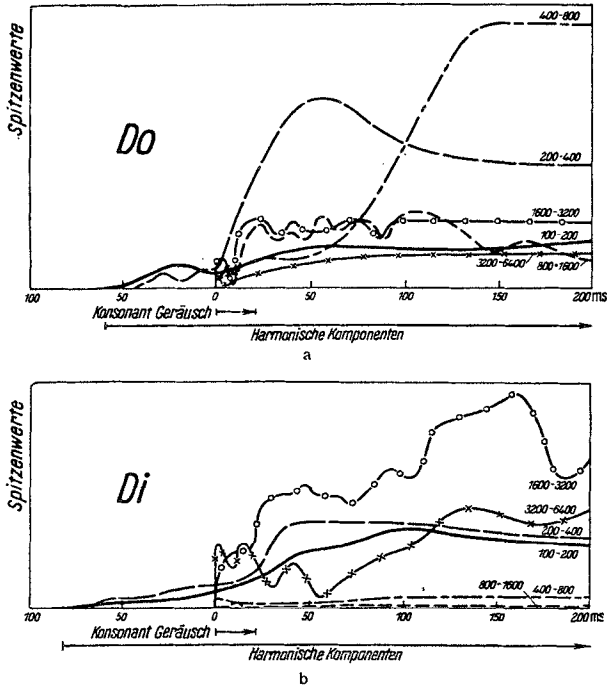 Spitzenwerte
Do
400-800
200-400
1600-3200
100-200
3200-6400 800÷1600
100 50 0 50 100 150 200 ms
Konsonant Geräusch
Harmonische Komponenten
a
Spitzenwerte
Di
1600-3200
3200-6400
200-400
100-200
800÷1600 400-800
100 50 0 50 100 150 200 ms
Konsonant Geräusch
Harmonische Komponenten
b